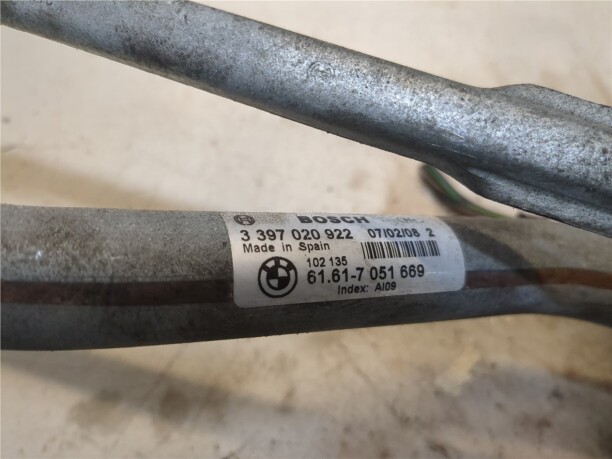 BOSCH
3 397 020 922 07/02/08 2
Made in Spain
102 135
61.61-7 051 669
Index: AI09